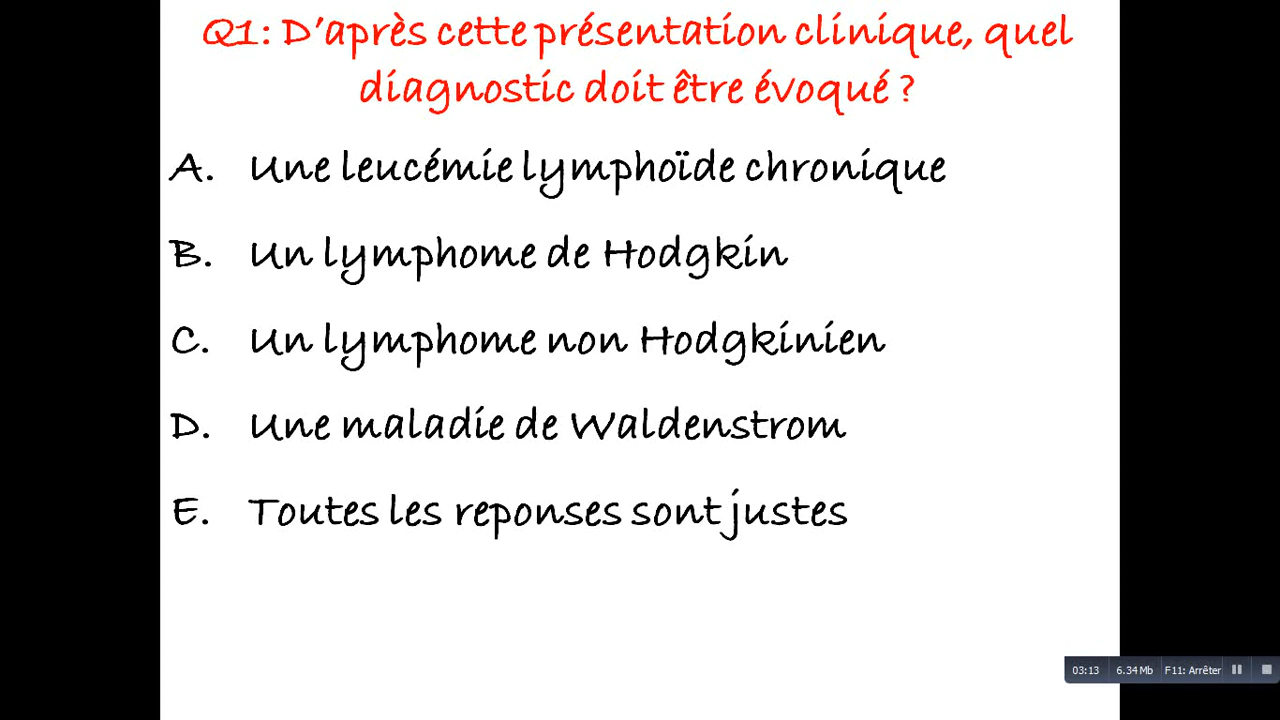 Q1: D’après cette présentation clinique, quel
diagnostic doit être évoqué ?
A. Une leucémie lymphoïde chronique
B. Un lymphome de Hodgkin
C. Un lymphome non Hodgkinien
D. Une maladie de Waldenstrom
E. Toutes les reponses sont justes
03:13 6.34 Mb F11: Arrêter